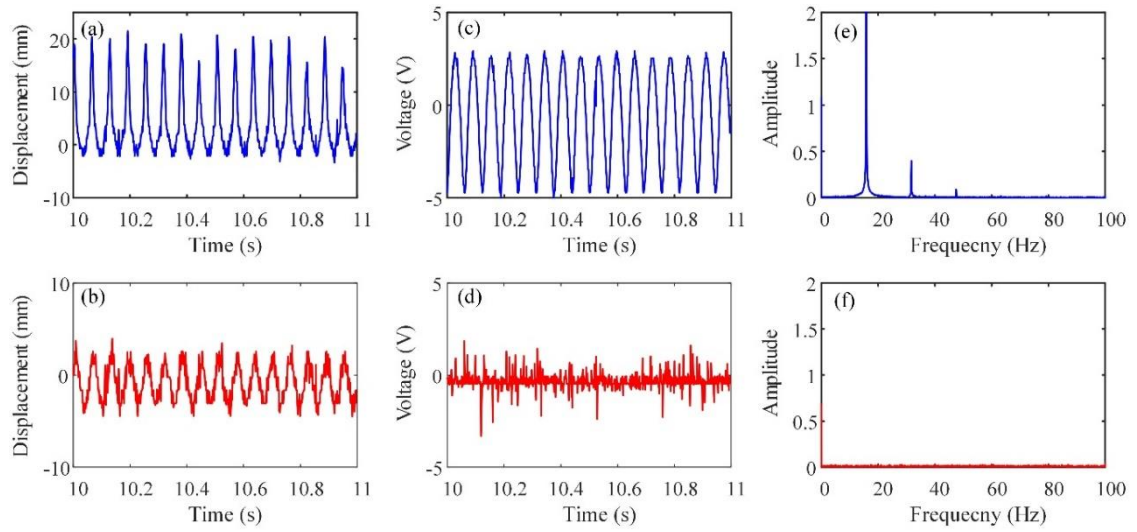 (a)
Displacement (mm)
20
10
0
-10
10 10.2 10.4 10.6 10.8 11
Time (s)
(c)
Voltage (V)
5
0
-5
10 10.2 10.4 10.6 10.8 11
Time (s)
(e)
Amplitude
2
1.5
1
0.5
0
0 20 40 60 80 100
Frequecny (Hz)
(b)
Displacement (mm)
10
0
-10
10 10.2 10.4 10.6 10.8 11
Time (s)
(d)
Voltage (V)
5
0
-5
10 10.2 10.4 10.6 10.8 11
Time (s)
(f)
Amplitude
2
1.5
1
0.5
0
0 20 40 60 80 100
Frequecny (Hz)